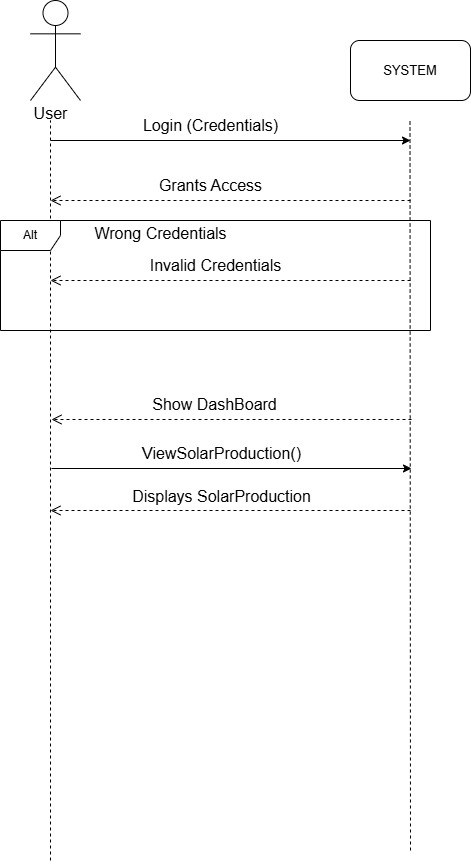 SYSTEM
User
Login (Credentials)
Grants Access
Alt
Wrong Credentials
Invalid Credentials
Show DashBoard
ViewSolarProduction()
Displays SolarProduction